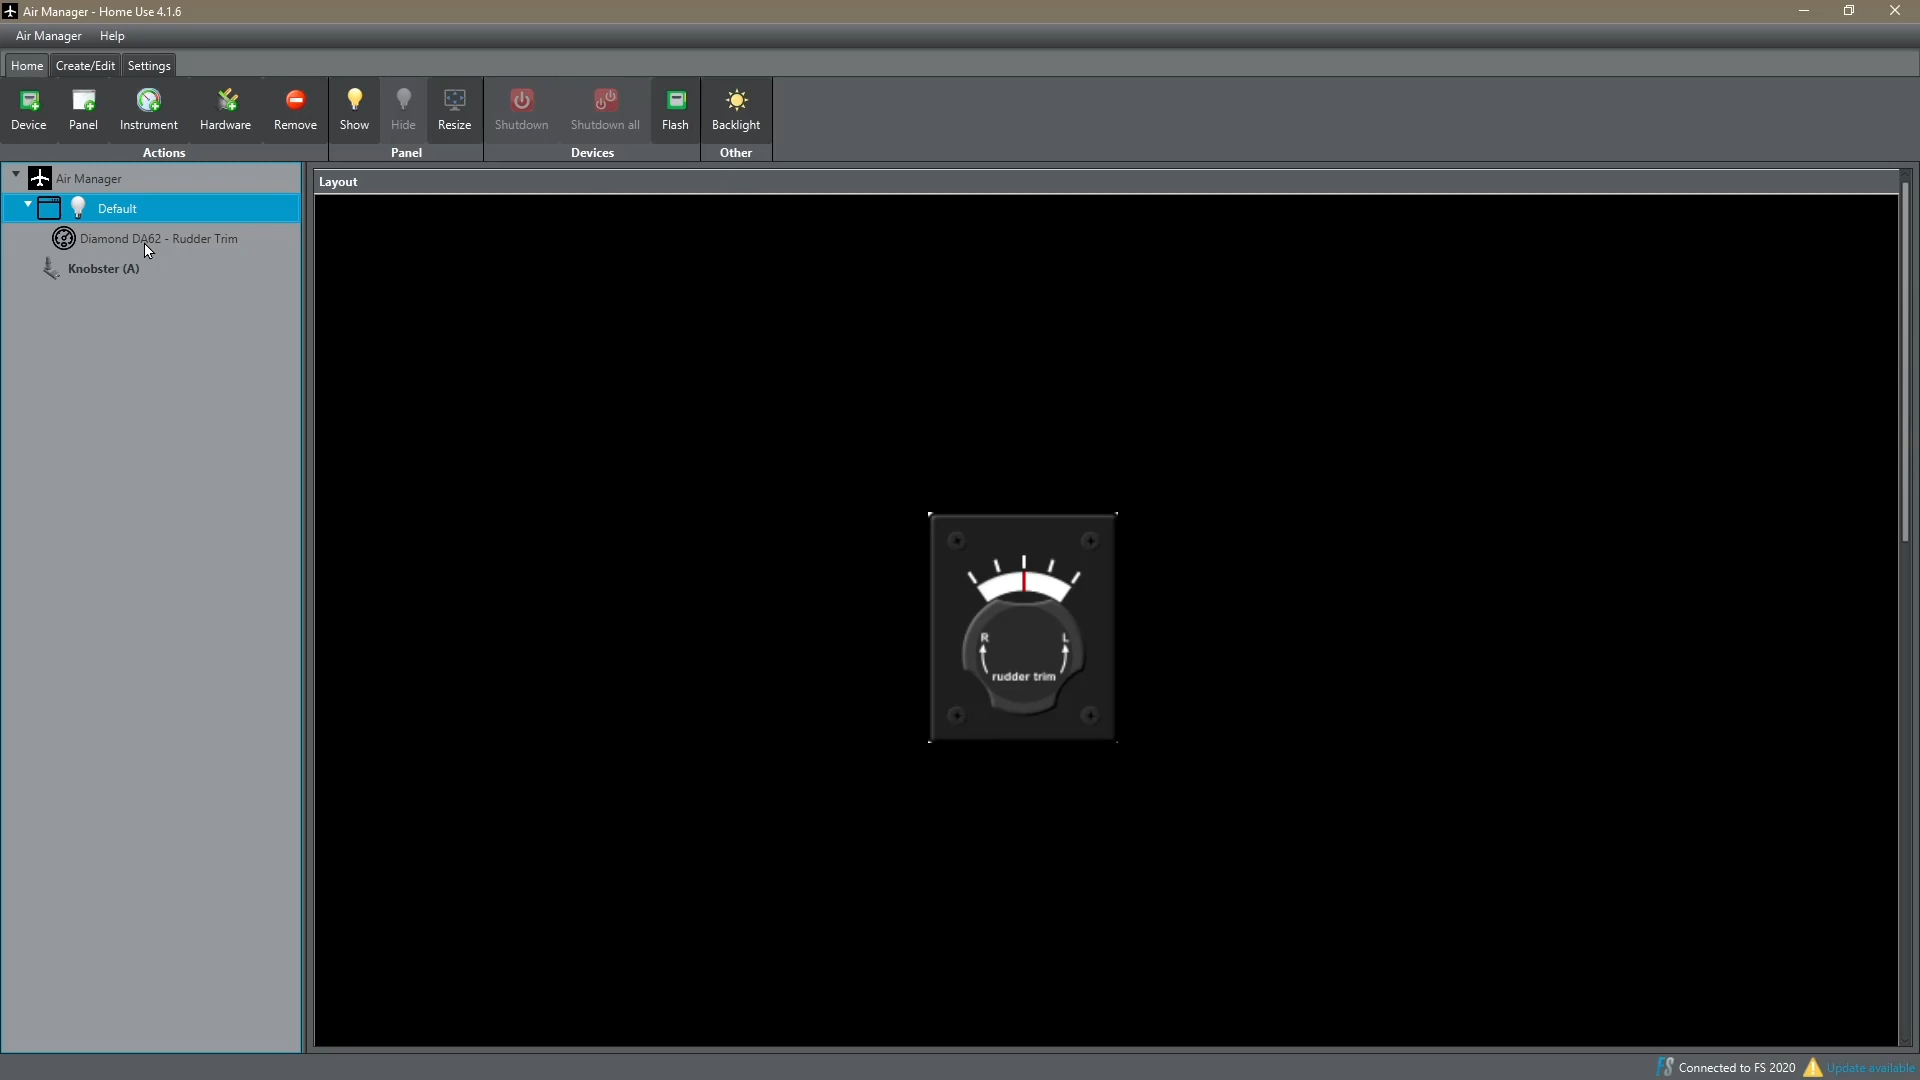 Air Manager - Home Use 4.1.6
Air Manager Help
Home Create/Edit Settings
Device Panel Instrument Hardware Remove Show Hide Resize Shutdown Shutdown all Flash Backlight
Actions Panel Devices Other
Air Manager
Default
Diamond DA62 - Rudder Trim
Knobster (A)
Layout
R L
rudder trim
FS Connected to FS 2020 Update available